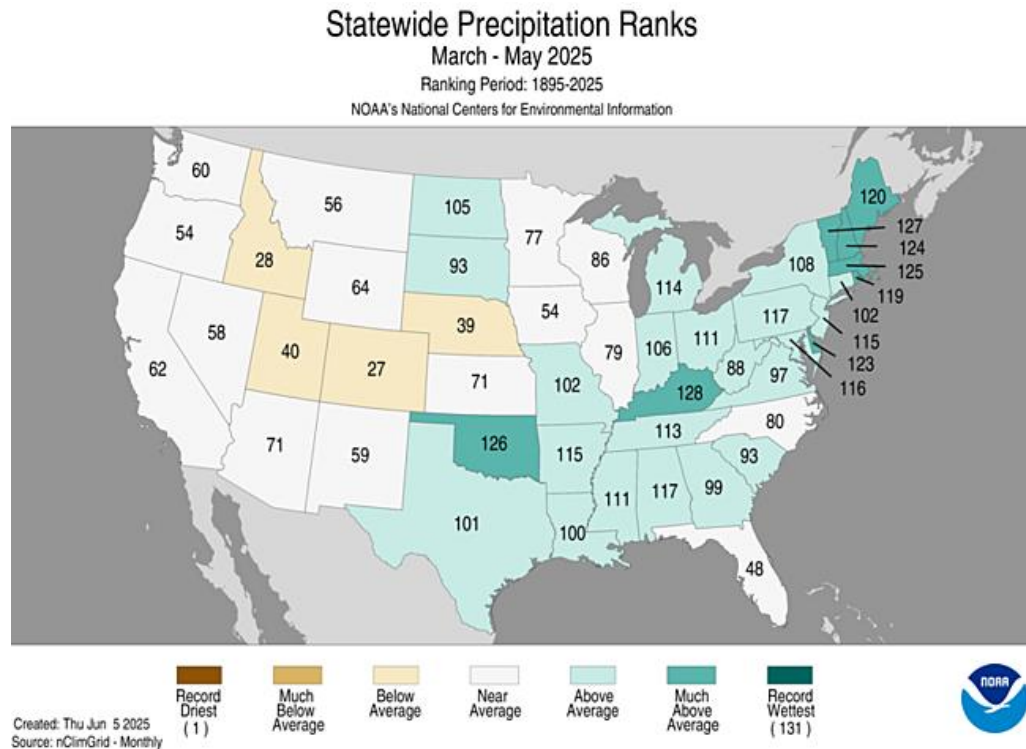 Statewide Precipitation Ranks
March - May 2025
Ranking Period: 1895-2025
NOAA's National Centers for Environmental Information
60
56
105
77
86
120
127
124
125
119
54
28
64
93
108
102
115
123
116
114
58
39
54
117
62
40
27
71
79
106
111
88
97
102
128
71
59
126
115
113
80
93
101
100
111
117
99
48
Record
Driest
( 1 )
Much
Below
Average
Below
Average
Near
Average
Above
Average
Much
Above
Average
Record
Wettest
( 131 )
Created: Thu Jun 5 2025
Source: nClimGrid - Monthly
NOAA